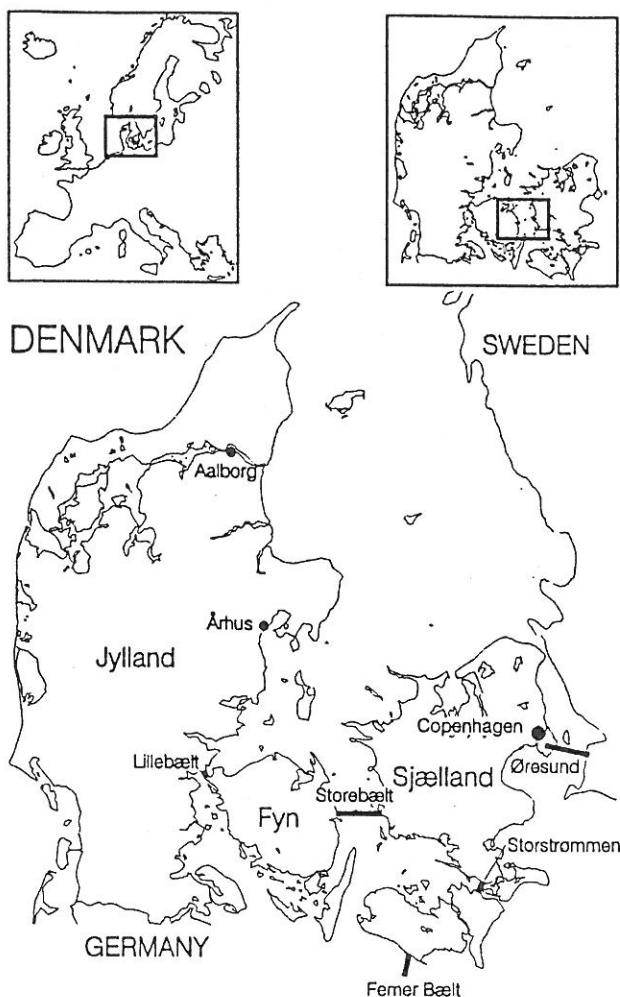 DENMARK
SWEDEN
Aalborg
Århus
Jylland
Copenhagen
Øresund
Lillebælt
Sjælland
Storebælt
Fyn
Storstrømmen
GERMANY
Femer Bælt